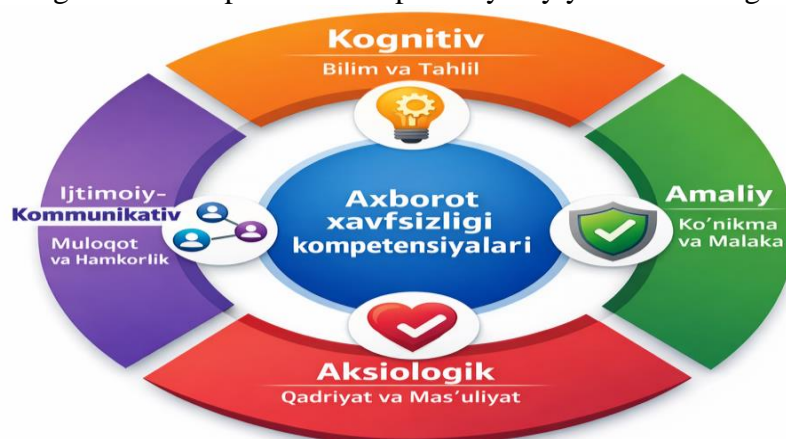 Kognitiv
Bilim va Tahlil
Ijtimoiy-
Kommunikativ
Muloqot
va Hamkorlik
Axborot
xavfsizligi
kompetensiyalari
Amaliy
Ko'nikma
va Malaka
Aksiologik
Qadriyat va Mas'uliyat